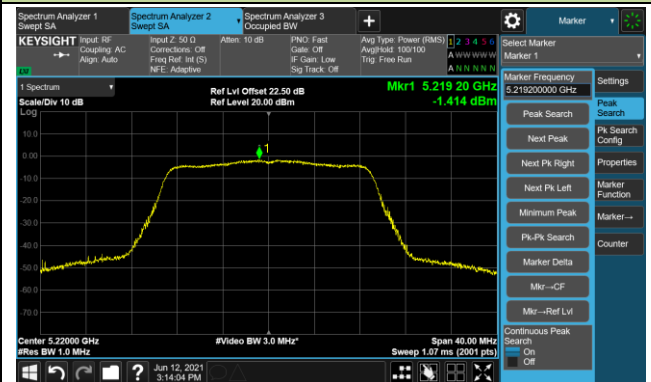 Spectrum Analyzer 1
Swept SA
Spectrum Analyzer 2
Swept SA
Spectrum Analyzer 3
Occupied BW
Marker
KEYSIGHT
Input: RF
Coupling: AC
Align: Auto
Input Z: 50 Ω
Corrections: Off
Freq Ref: Int (S)
NFE: Adaptive
Atten: 10 dB
PNO: Fast
Gate: Off
IF Gain: Low
Sig Track: Off
Avg Type: Power (RMS)
Avg|Hold: 100/100
Trig: Free Run
1 2 3 4 5 6
A W W W W W
A N N N N N
Select Marker
Marker 1
1 Spectrum
Scale/Div 10 dB
Log
Ref Lvl Offset 22.50 dB
Ref Level 20.00 dBm
Mkr1 5.219 20 GHz
-1.414 dBm
10.0
0.00
-10.0
-20.0
-30.0
-40.0
-50.0
-60.0
-70.0
1
Center 5.22000 GHz
#Res BW 1.0 MHz
#Video BW 3.0 MHz*
Span 40.00 MHz
Sweep 1.07 ms (2001 pts)
Marker Frequency
5.219200000 GHz
Peak Search
Next Peak
Next Pk Right
Next Pk Left
Minimum Peak
Pk-Pk Search
Marker Delta
Mkr→CF
Mkr→Ref Lvl
Continuous Peak
Search
On
Off
Settings
Peak
Search
Pk Search
Config
Properties
Marker
Function
Marker→
Counter
Jun 12, 2021
3:14:04 PM